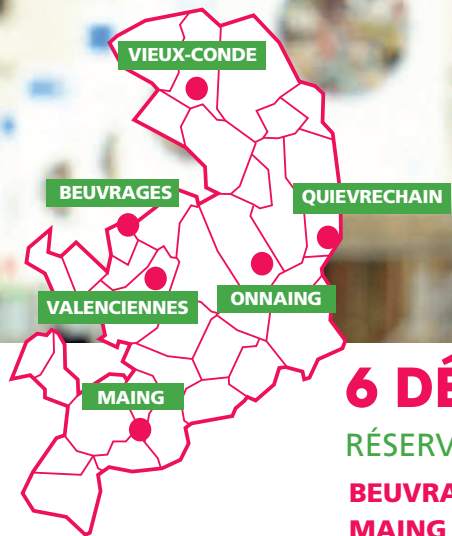 VIEUX-CONDE
BEUVRAGES
QUIEVRECHAIN
VALENCIENNES
ONNAING
MAING
6 DÉ
RÉSERV
BEUVRA
MAING